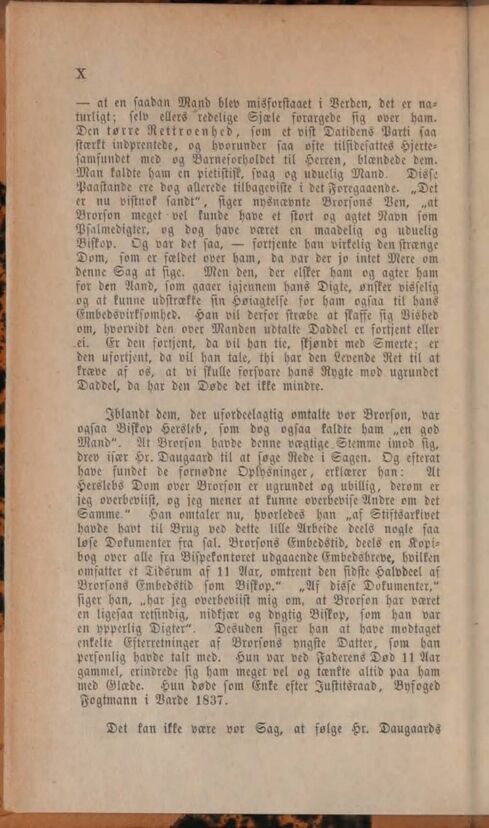 X
— at en saadan Mand blev misforstaaet i Verden, det er na-
turligt; selv ellers redelige Sjæle forargede sig over ham.
Den tørre Rettroenhed, som et vist Datidens Parti saa
stærkt indprentede, og hvorunder saa ofte tilsidesattes Hjerte-
samfundet med og Barneforholdet til Herren, blændede dem.
Man kaldte ham en pietistisk, svag og uduelig Mand. Disse
Paastande ere dog allerede tilbageviste i det Foregaaende. „Det
er nu vistnok sandt“, siger nysnævnte Brorsons Ven, „at
Brorson meget vel kunde have et stort og agtet Navn som
Psalmedigter, og dog have været en maadelig og uduelig
Biskop. Og var det saa, — fortjente han virkelig den strænge
Dom, som er fældet over ham, da var der jo intet Mere om
denne Sag at sige. Men den, der elsker ham og agter ham
for den Aand, som gaaer igjennem hans Digte, ønsker visselig
og at kunne udstrække sin Høiagtelse for ham ogsaa til hans
Embedsvirksomhed. Han vil derfor stræbe at skaffe sig Vished
om, hvorvidt den over Manden udtalte Daddel er fortjent eller
ei. Er den fortjent, da vil han tie, skjøndt med Smerte; er
den ufortjent, da vil han tale, thi har den Levende Ret til at
kræve af os, at vi skulle forsvare hans Rygte mod ugrundet
Daddel, da har den Døde det ikke mindre.
Iblandt dem, der ufordeelagtig omtalte vor Brorson, var
ogsaa Biskop Hersleb, som dog ogsaa kaldte ham „en god
Mand“. At Brorson havde denne vægtige Stemme imod sig,
drev især Hr. Daugaard til at søge Rede i Sagen. Og efterat
have fundet de fornødne Oplysninger, erklærer han: At
Herslebs Dom over Brorson er ugrundet og ubillig, derom er
jeg overbeviist, og jeg mener at kunne overbevise Andre om det
Samme.“ Han omtaler nu, hvorledes han „af Stiftsarkivet
havde havt til Brug ved dette lille Arbeide deels nogle faa
løse Dokumenter fra sal. Brorsons Embedstid, deels en Kopi-
bog over alle fra Bispekontoret udgaaende Embedsbreve, hvilken
omfatter et Tidsrum af 11 Aar, omtrent den sidste Halvdeel af
Brorsons Embedstid som Biskop.“ „Af disse Dokumenter,“
siger han, „har jeg overbeviist mig om, at Brorson har været
en ligesaa retsindig, nidkjær og dygtig Biskop, som han var
en ypperlig Digter“. Desuden siger han at have modtaget
enkelte Efterretninger af Brorsons yngste Datter, som han
personlig havde talt med. Hun var ved Faderens Død 11 Aar
gammel, erindrede sig ham meget vel og tænkte altid paa ham
med Glæde. Hun døde som Enke efter Justitsraad, Byfoged
Fogtmann i Varde 1837.
Det kan ikke være vor Sag, at følge Hr. Daugaards